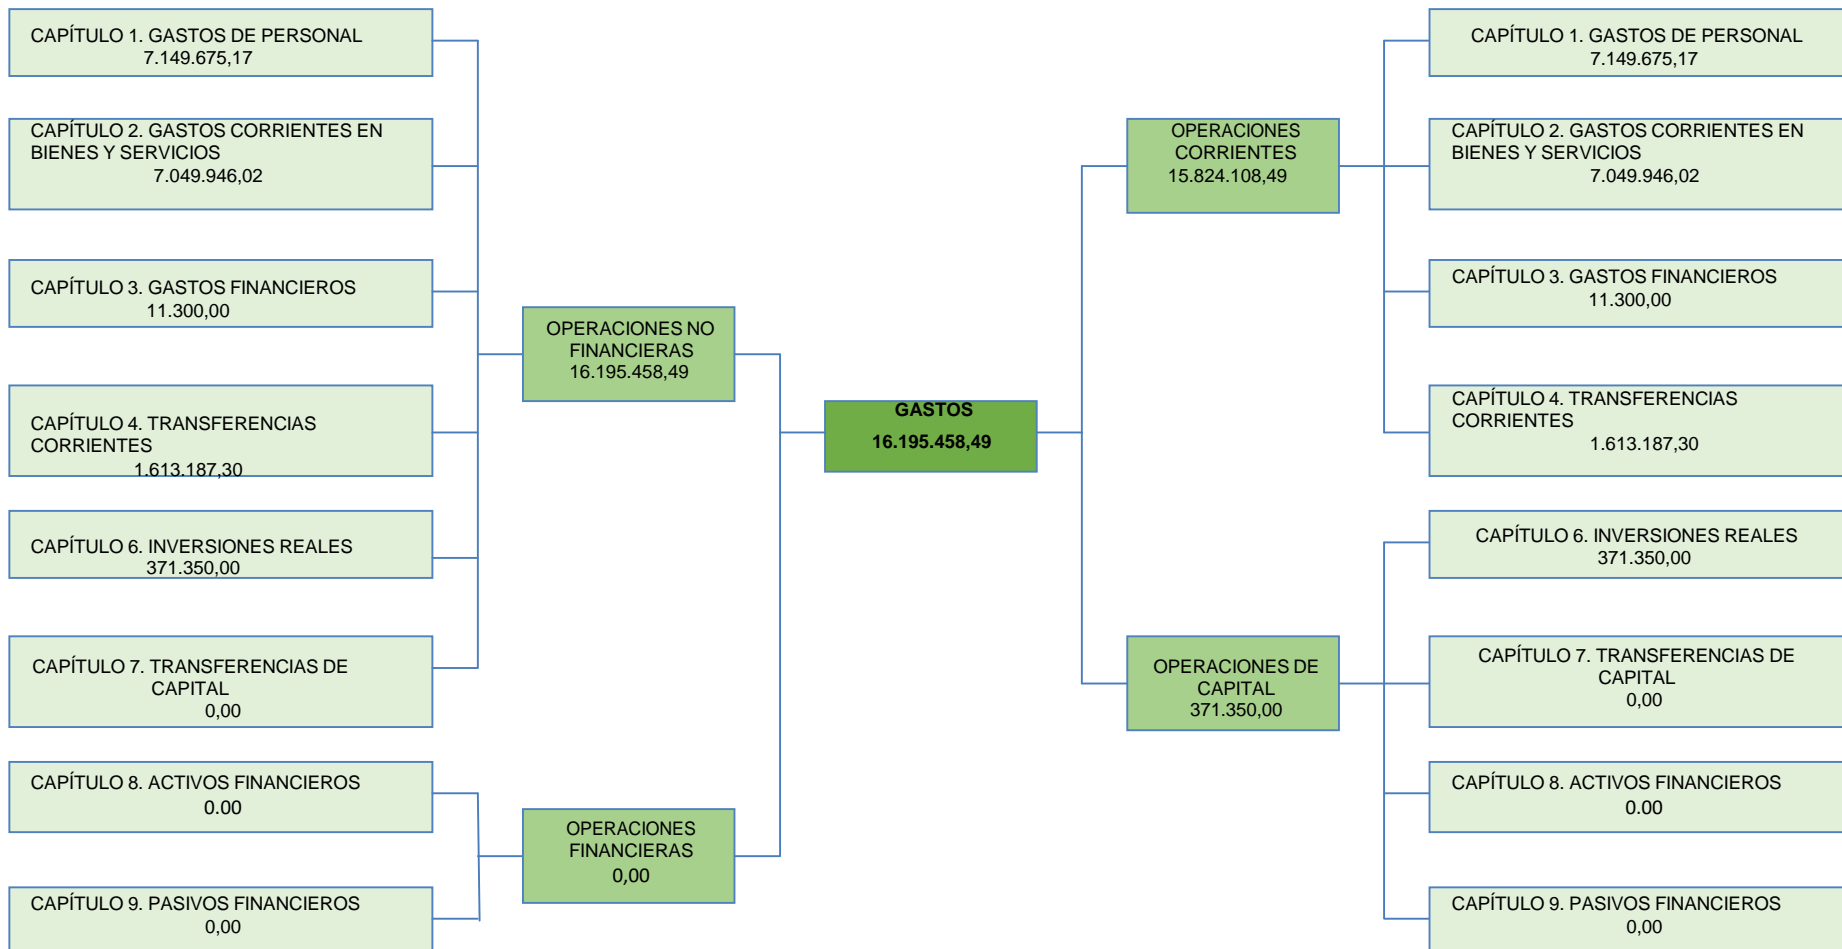 CAPÍTULO 1. GASTOS DE PERSONAL
7.149.675,17
CAPÍTULO 2. GASTOS CORRIENTES EN
BIENES Y SERVICIOS
7.049.946,02
CAPÍTULO 3. GASTOS FINANCIEROS
11.300,00
CAPÍTULO 4. TRANSFERENCIAS
CORRIENTES
1.613.187,30
CAPÍTULO 6. INVERSIONES REALES
371.350,00
CAPÍTULO 7. TRANSFERENCIAS DE
CAPITAL
0,00
CAPÍTULO 8. ACTIVOS FINANCIEROS
0.00
CAPÍTULO 9. PASIVOS FINANCIEROS
0,00
OPERACIONES NO
FINANCIERAS
16.195.458,49
OPERACIONES
FINANCIERAS
0,00
GASTOS
16.195.458,49
OPERACIONES
CORRIENTES
15.824.108,49
OPERACIONES DE
CAPITAL
371.350,00
CAPÍTULO 1. GASTOS DE PERSONAL
7.149.675,17
CAPÍTULO 2. GASTOS CORRIENTES EN
BIENES Y SERVICIOS
7.049.946,02
CAPÍTULO 3. GASTOS FINANCIEROS
11.300,00
CAPÍTULO 4. TRANSFERENCIAS
CORRIENTES
1.613.187,30
CAPÍTULO 6. INVERSIONES REALES
371.350,00
CAPÍTULO 7. TRANSFERENCIAS DE
CAPITAL
0,00
CAPÍTULO 8. ACTIVOS FINANCIEROS
0.00
CAPÍTULO 9. PASIVOS FINANCIEROS
0,00